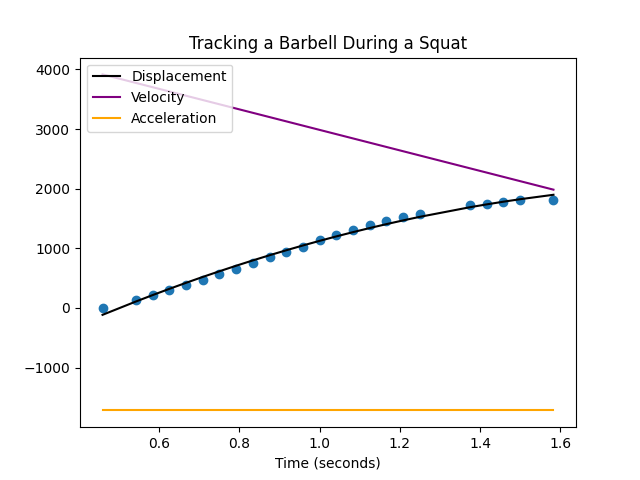 Tracking a Barbell During a Squat
Displacement
Velocity
Acceleration
4000
3000
2000
1000
0
−1000
0.6 0.8 1.0 1.2 1.4 1.6
Time (seconds)